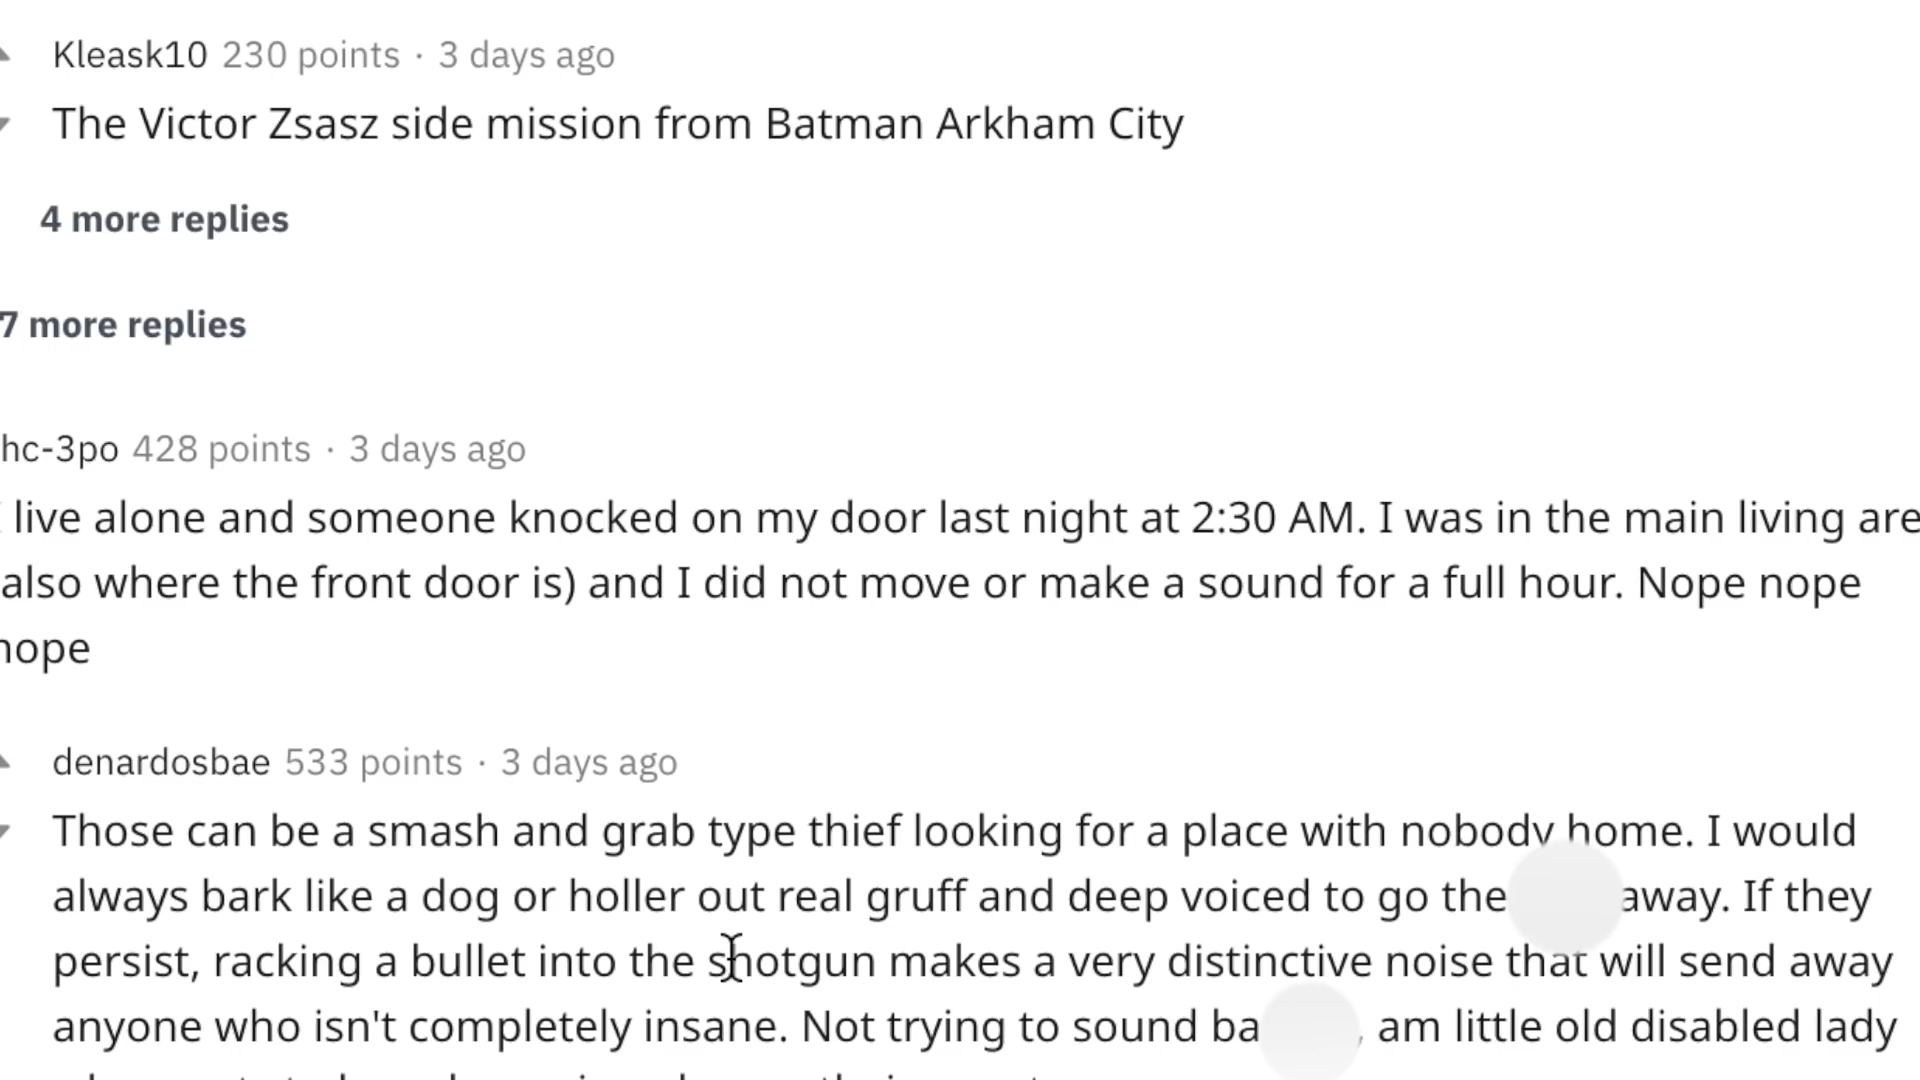 Kleask10 230 points · 3 days ago
The Victor Zsasz side mission from Batman Arkham City
4 more replies
7 more replies
hc-3po 428 points · 3 days ago
I live alone and someone knocked on my door last night at 2:30 AM. I was in the main living are
also where the front door is) and I did not move or make a sound for a full hour. Nope nope
nope
denardosbae 533 points · 3 days ago
Those can be a smash and grab type thief looking for a place with nobody home. I would
always bark like a dog or holler out real gruff and deep voiced to go the away. If they
persist, racking a bullet into the shotgun makes a very distinctive noise that will send away
anyone who isn't completely insane. Not trying to sound ba , am little old disabled lady